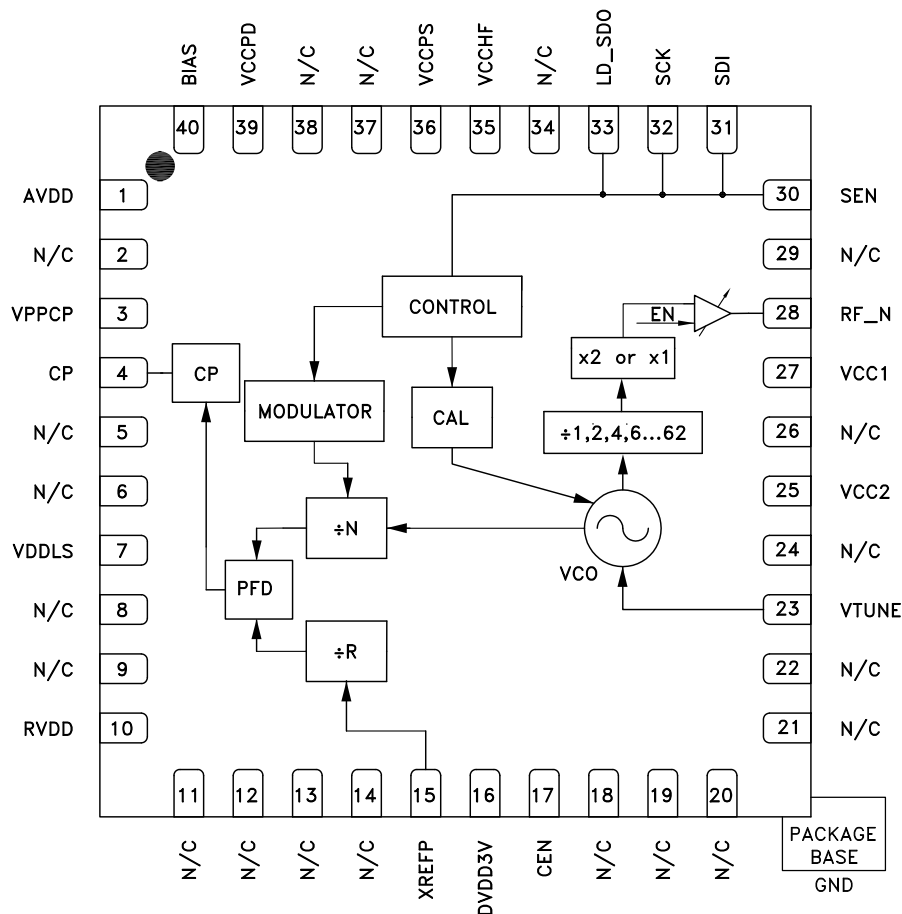 BIAS
VCCPD
N/C
N/C
VCCPS
VCCHF
N/C
LD_SDO
SCK
SDI
40
39
38
37
36
35
34
33
32
31
AVDD 1
30 SEN
N/C 2
29 N/C
VPPCP 3
CONTROL
EN
28 RF_N
CP 4
CP
x2 or x1
27 VCC1
N/C 5
MODULATOR
CAL
÷1,2,4,6...62
26 N/C
N/C 6
25 VCC2
÷N
VDDLS 7
VCO
24 N/C
PFD
N/C 8
23 VTUNE
÷R
N/C 9
22 N/C
RVDD 10
21 N/C
11
12
13
14
15
16
17
18
19
20
N/C
N/C
N/C
N/C
XREFP
DVDD3V
CEN
N/C
N/C
N/C
PACKAGE
BASE
GND